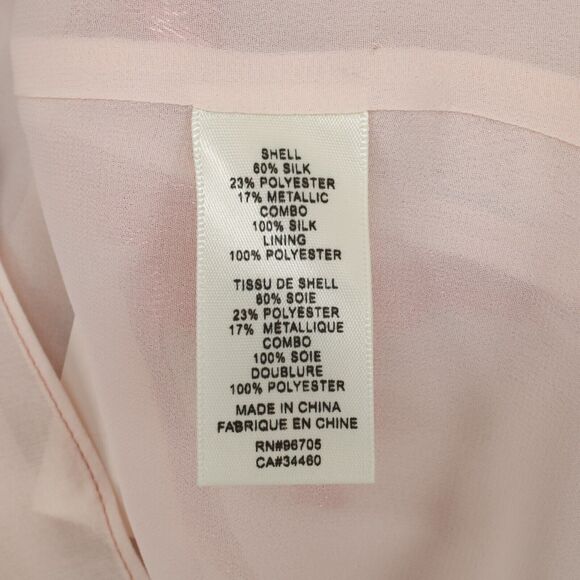 SHELL
60% SILK
23% POLYESTER
17% METALLIC
COMBO
100% SILK
LINING
100% POLYESTER
TISSU DE SHELL
60% SOIE
23% POLYESTER
17% MÉTALLIQUE
COMBO
100% SOIE
DOUBLURE
100% POLYESTER
MADE IN CHINA
FABRIQUE EN CHINE
RN#96705
CA#34460